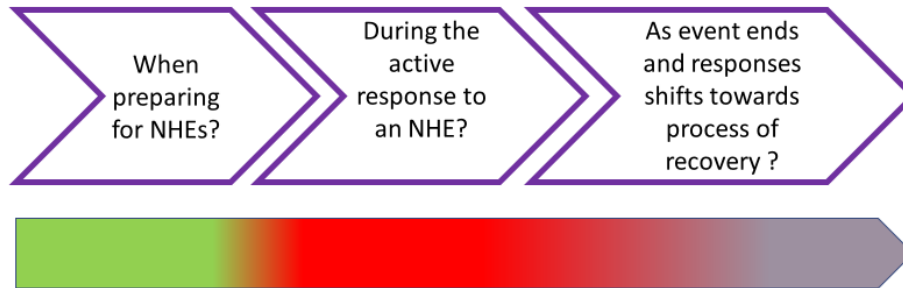 When
preparing
for NHEs?
During the
active
response to
an NHE?
As event ends
and responses
shifts towards
process of
recovery ?